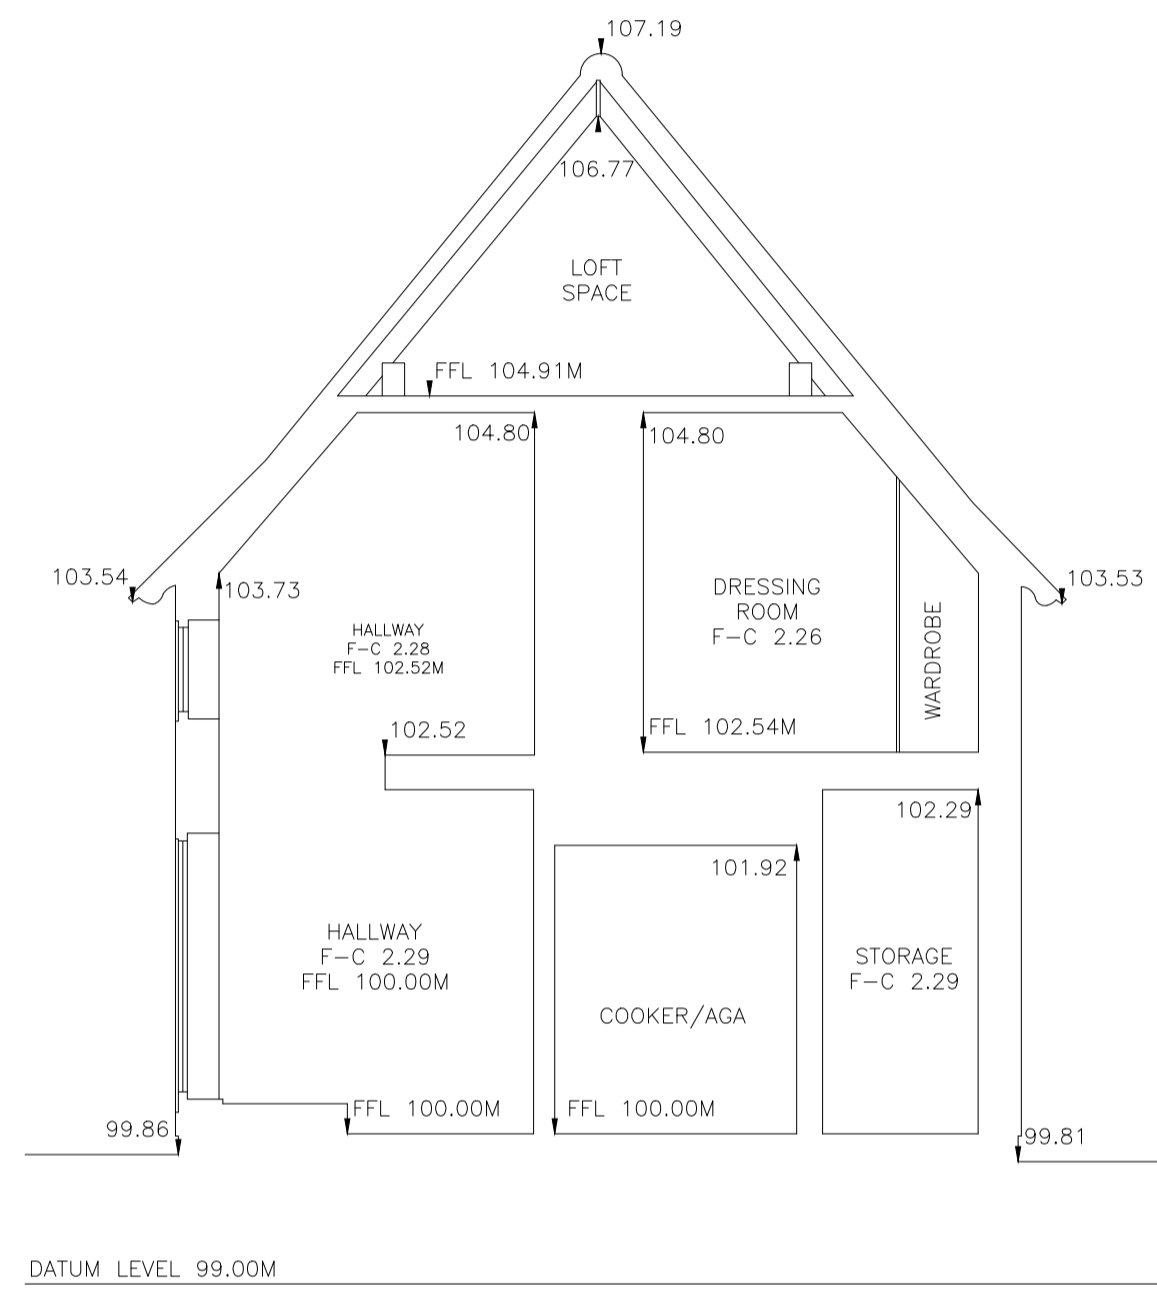 107.19
106.77
LOFT
SPACE
FFL 104.91M
104.80
104.80
103.54
103.73
103.53
HALLWAY
F-C 2.28
FFL 102.52M
DRESSING
ROOM
F-C 2.26
WARDROBE
102.52
FFL 102.54M
102.29
101.92
HALLWAY
F-C 2.29
FFL 100.00M
COOKER/AGA
STORAGE
F-C 2.29
FFL 100.00M
FFL 100.00M
99.86
99.81
DATUM LEVEL 99.00M